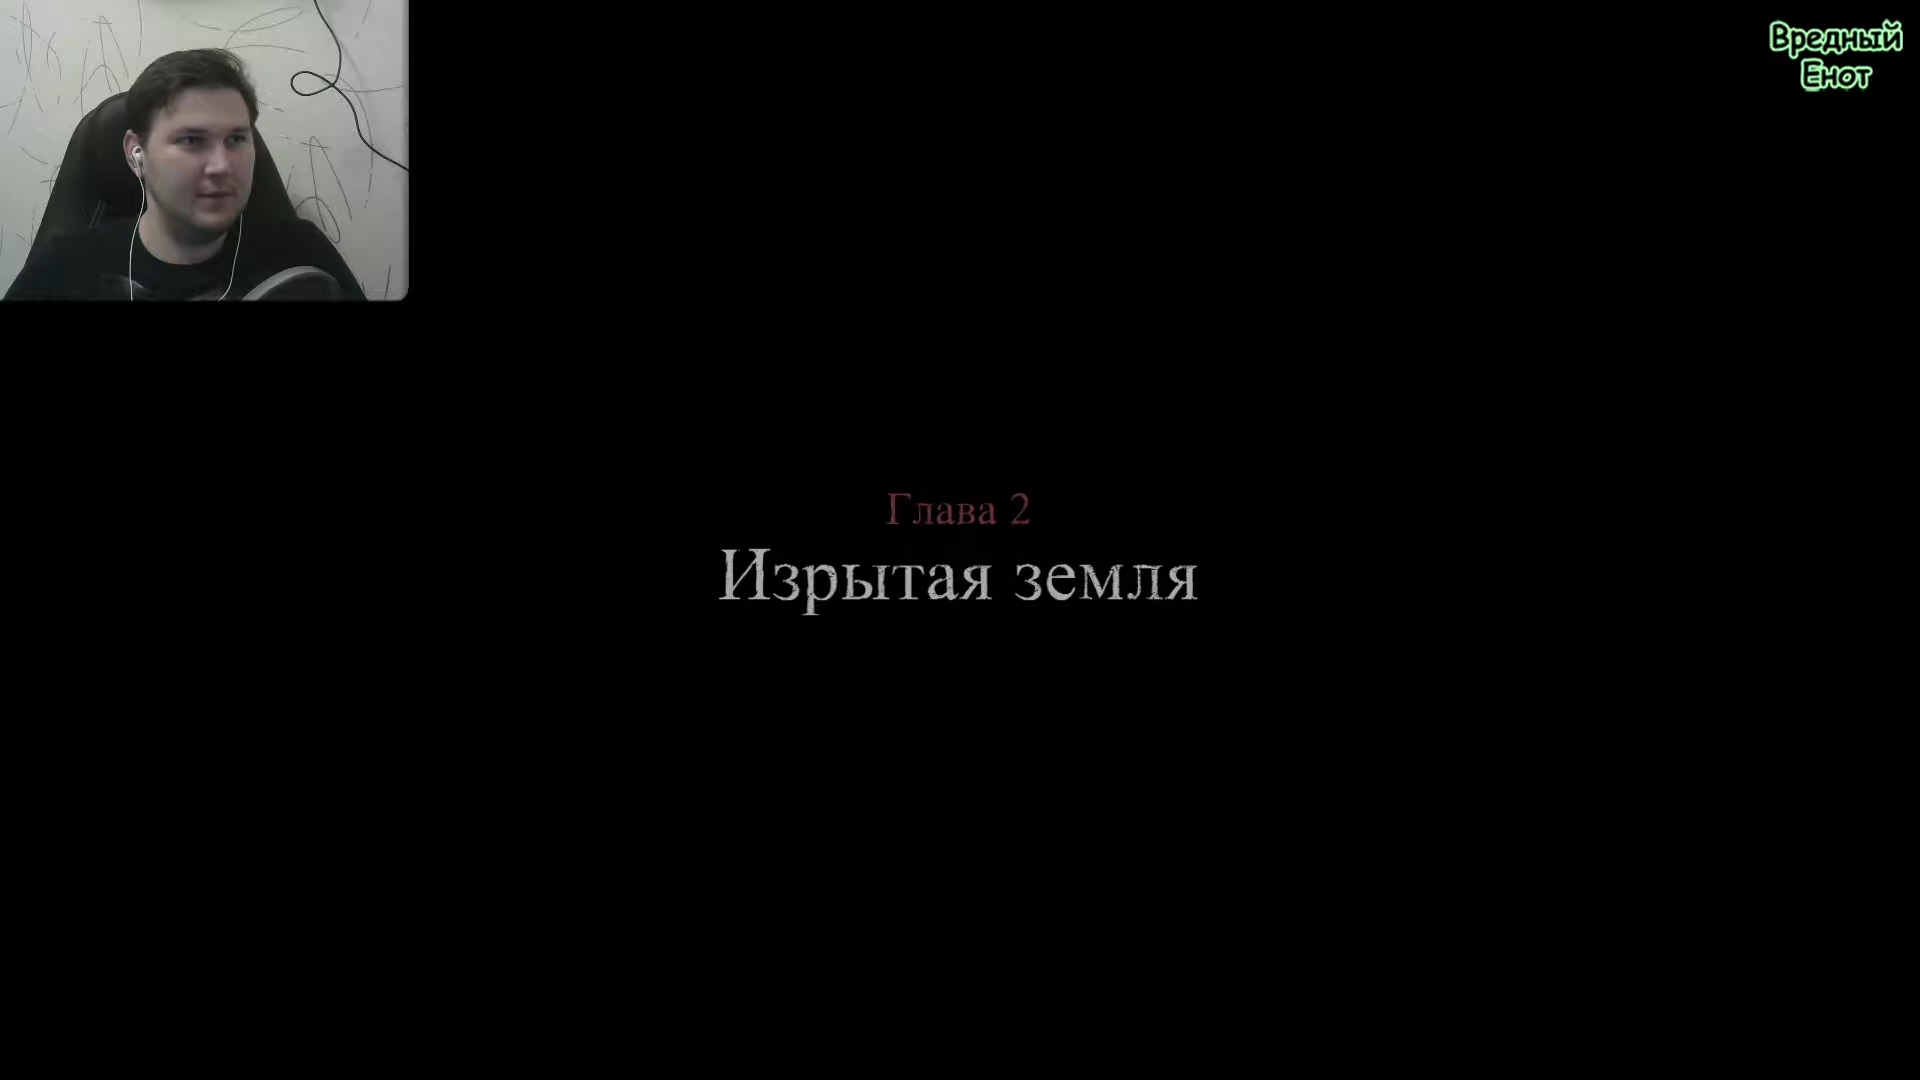 Вредный
Енот
Глава 2
Изрытая земля